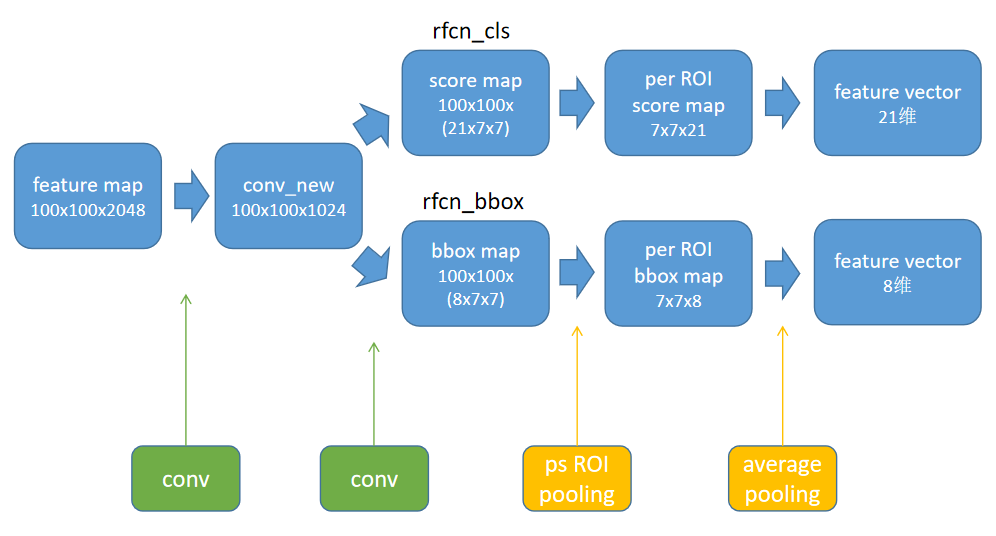 rfcn_cls
score map
100x100x
(21x7x7)
per ROI
score map
7x7x21
feature vector
21维
feature map
100x100x2048
conv_new
100x100x1024
rfcn_bbox
bbox map
100x100x
(8x7x7)
per ROI
bbox map
7x7x8
feature vector
8维
conv
conv
ps ROI
pooling
average
pooling